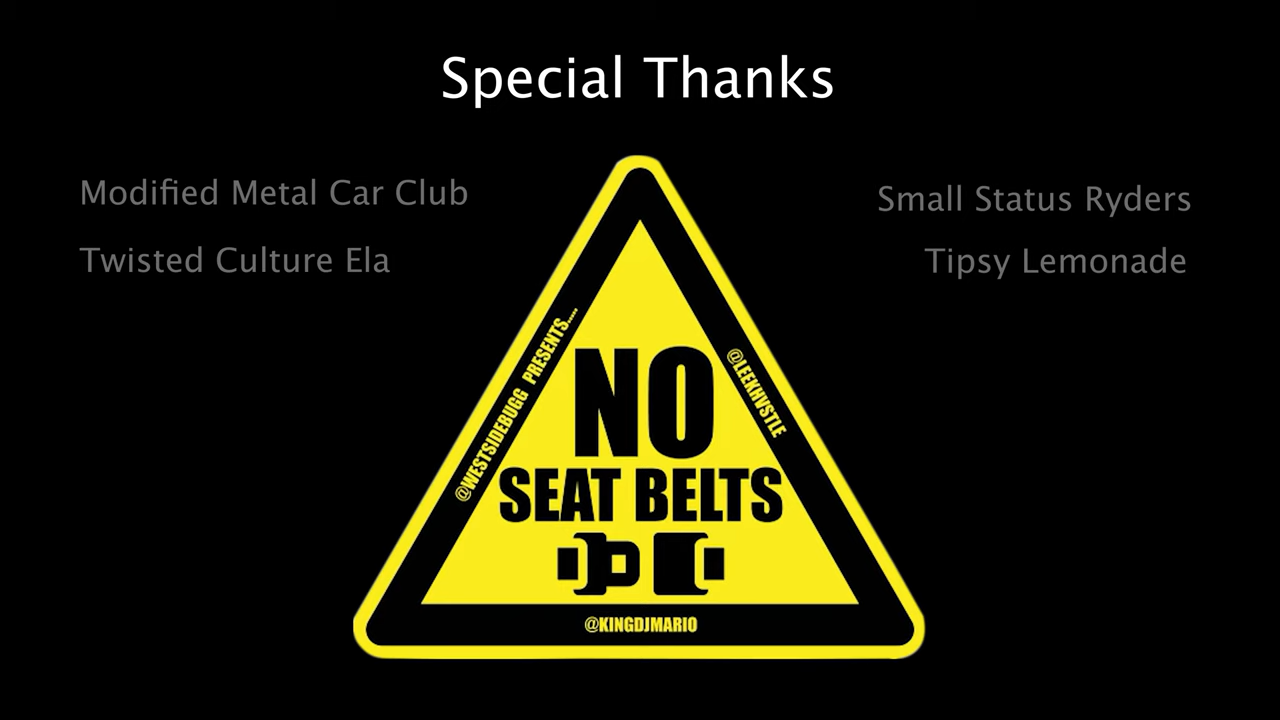 Special Thanks
Modified Metal Car Club
Small Status Ryders
Twisted Culture Ela
Tipsy Lemonade
@WESTSIDEBUGG PRESENTS.....
@LEEKHVSTLE
NO
SEAT BELTS
@KINGDJMARIO